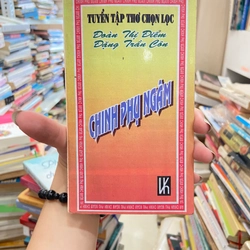 TUYỂN TẬP THƠ CHỌN LỌC
Đoàn Thị Điểm
Đặng Trần Côn
CHINH PHỤ NGÂM